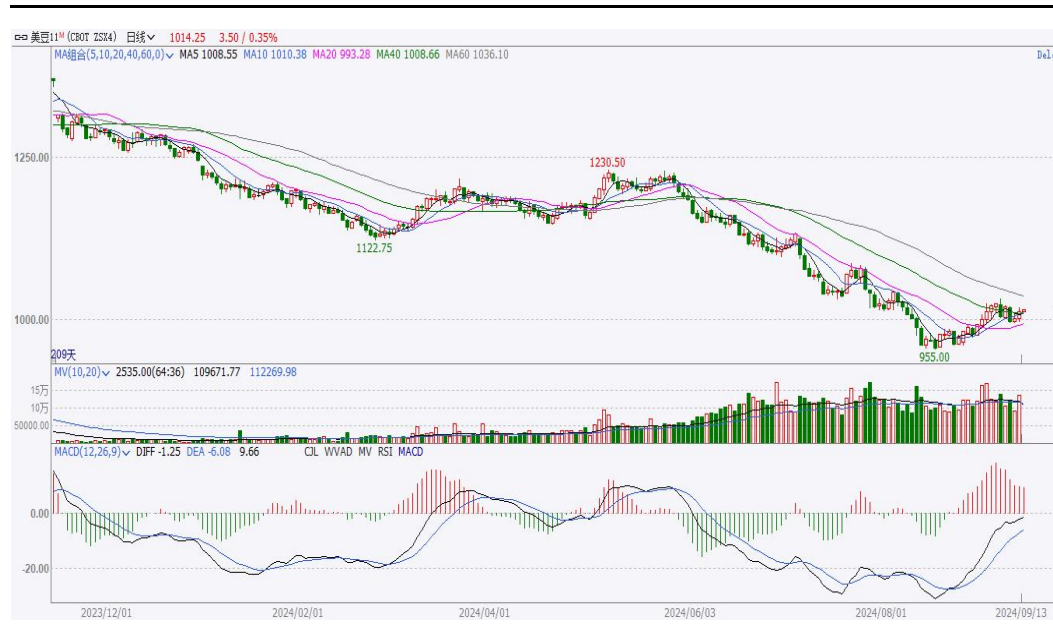 美豆11M (CBOT ZSX4) 日线 1014.25 3.50 / 0.35%
MA组合(5,10,20,40,60,0) MA5 1008.55 MA10 1010.38 MA20 993.28 MA40 1008.66 MA60 1036.10
1250.00
1230.50
1122.75
1000.00
955.00
209天
MV(10,20) 2535.00(64:36) 109671.77 112269.98
15万
10万
50000.00
MACD(12,26,9) DIFF -1.25 DEA -6.08 9.66 CJL WVAD MV RSI MACD
0.00
-20.00
2023/12/01 2024/02/01 2024/04/01 2024/06/03 2024/08/01 2024/09/13